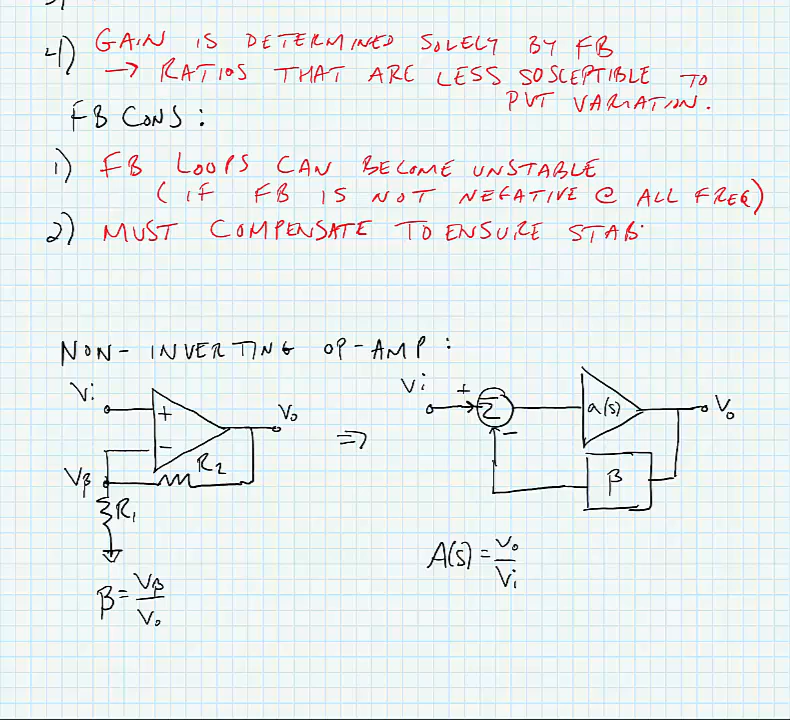 4) GAIN IS DETERMINED SOLELY BY FB
→ RATIOS THAT ARE LESS SOSCEPTIBLE TO
PVT VARIATION.
FB CONS:
1) FB LOOPS CAN BECOME UNSTABLE
(IF FB IS NOT NEGATIVE @ ALL FREQ)
2) MUST COMPENSATE TO ENSURE STAB
NON-INVERTING OP-AMP:
Vi
+
-
Vo
R2
Vβ
R1
β = Vβ
Vo
⇒
Vi
+
Σ
-
a(s)
Vo
β
A(s) = Vo
Vi